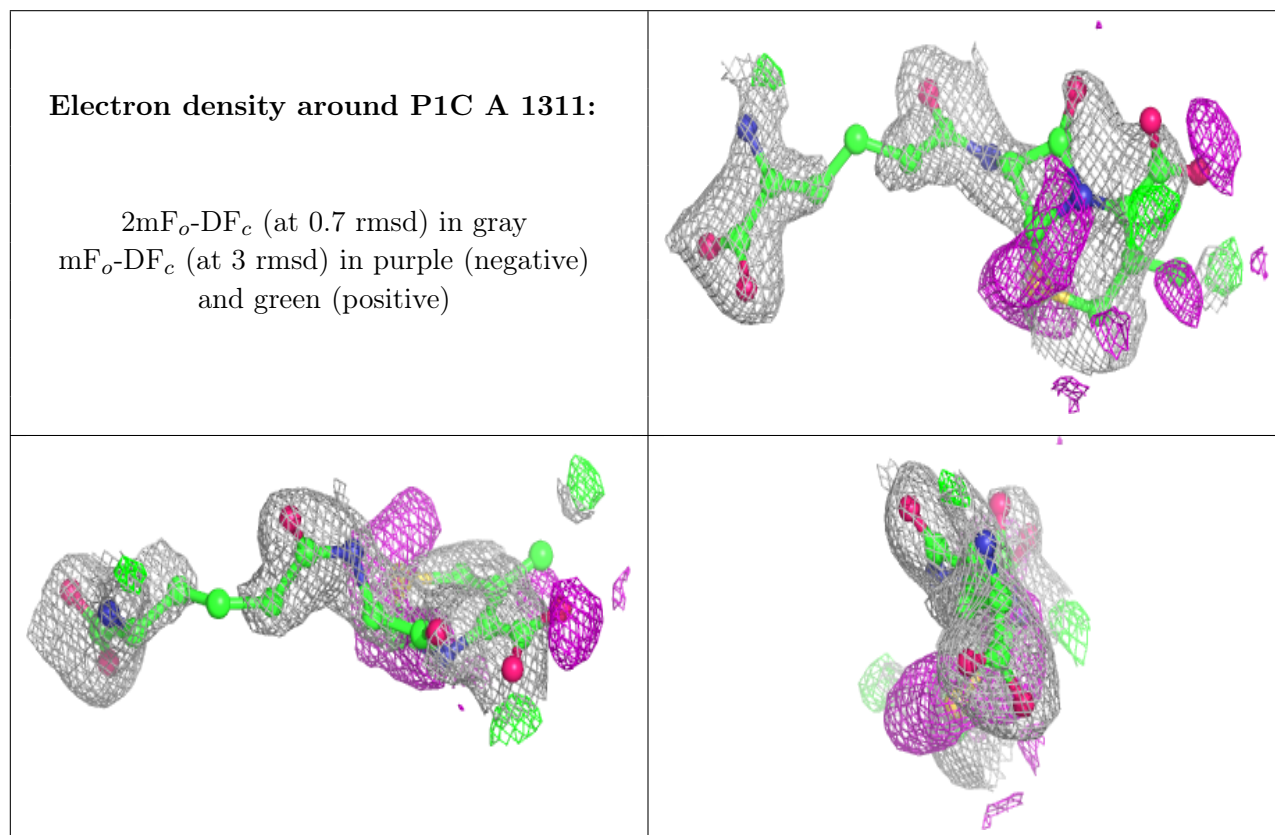 Electron density around P1C A 1311:
2mFo-DFc (at 0.7 rmsd) in gray
mFo-DFc (at 3 rmsd) in purple (negative)
and green (positive)